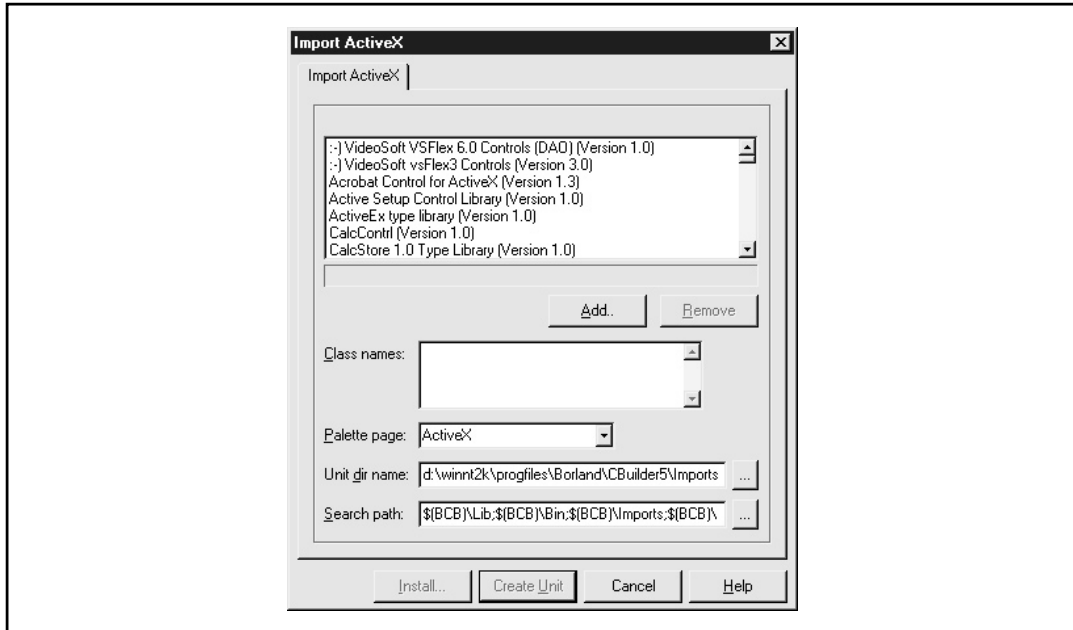 Import ActiveX
Import ActiveX
:-) VideoSoft VSFlex 6.0 Controls (DAO) (Version 1.0)
:-) VideoSoft vsFlex3 Controls (Version 3.0)
Acrobat Control for ActiveX (Version 1.3)
Active Setup Control Library (Version 1.0)
ActiveEx type library (Version 1.0)
CalcContrl (Version 1.0)
CalcStore 1.0 Type Library (Version 1.0)
Add.. Remove
Class names:
Palette page: ActiveX
Unit dir name: d:\winnt2k\progfiles\Borland\CBuilder5\Imports ...
Search path: $(BCB)\Lib;$(BCB)\Bin;$(BCB)\Imports;$(BCB)\ ...
Install... Create Unit Cancel Help